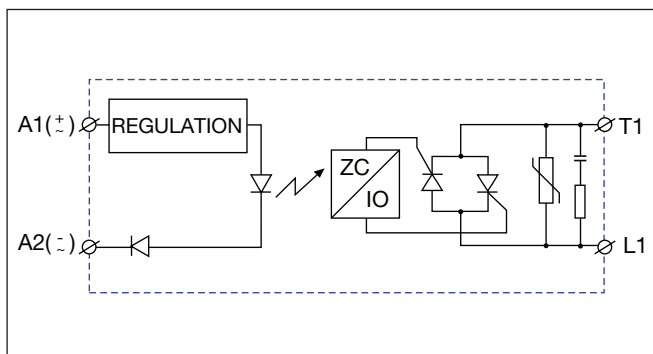 A1(+~)
REGULATION
T1
ZC
IO
A2(-~)
L1